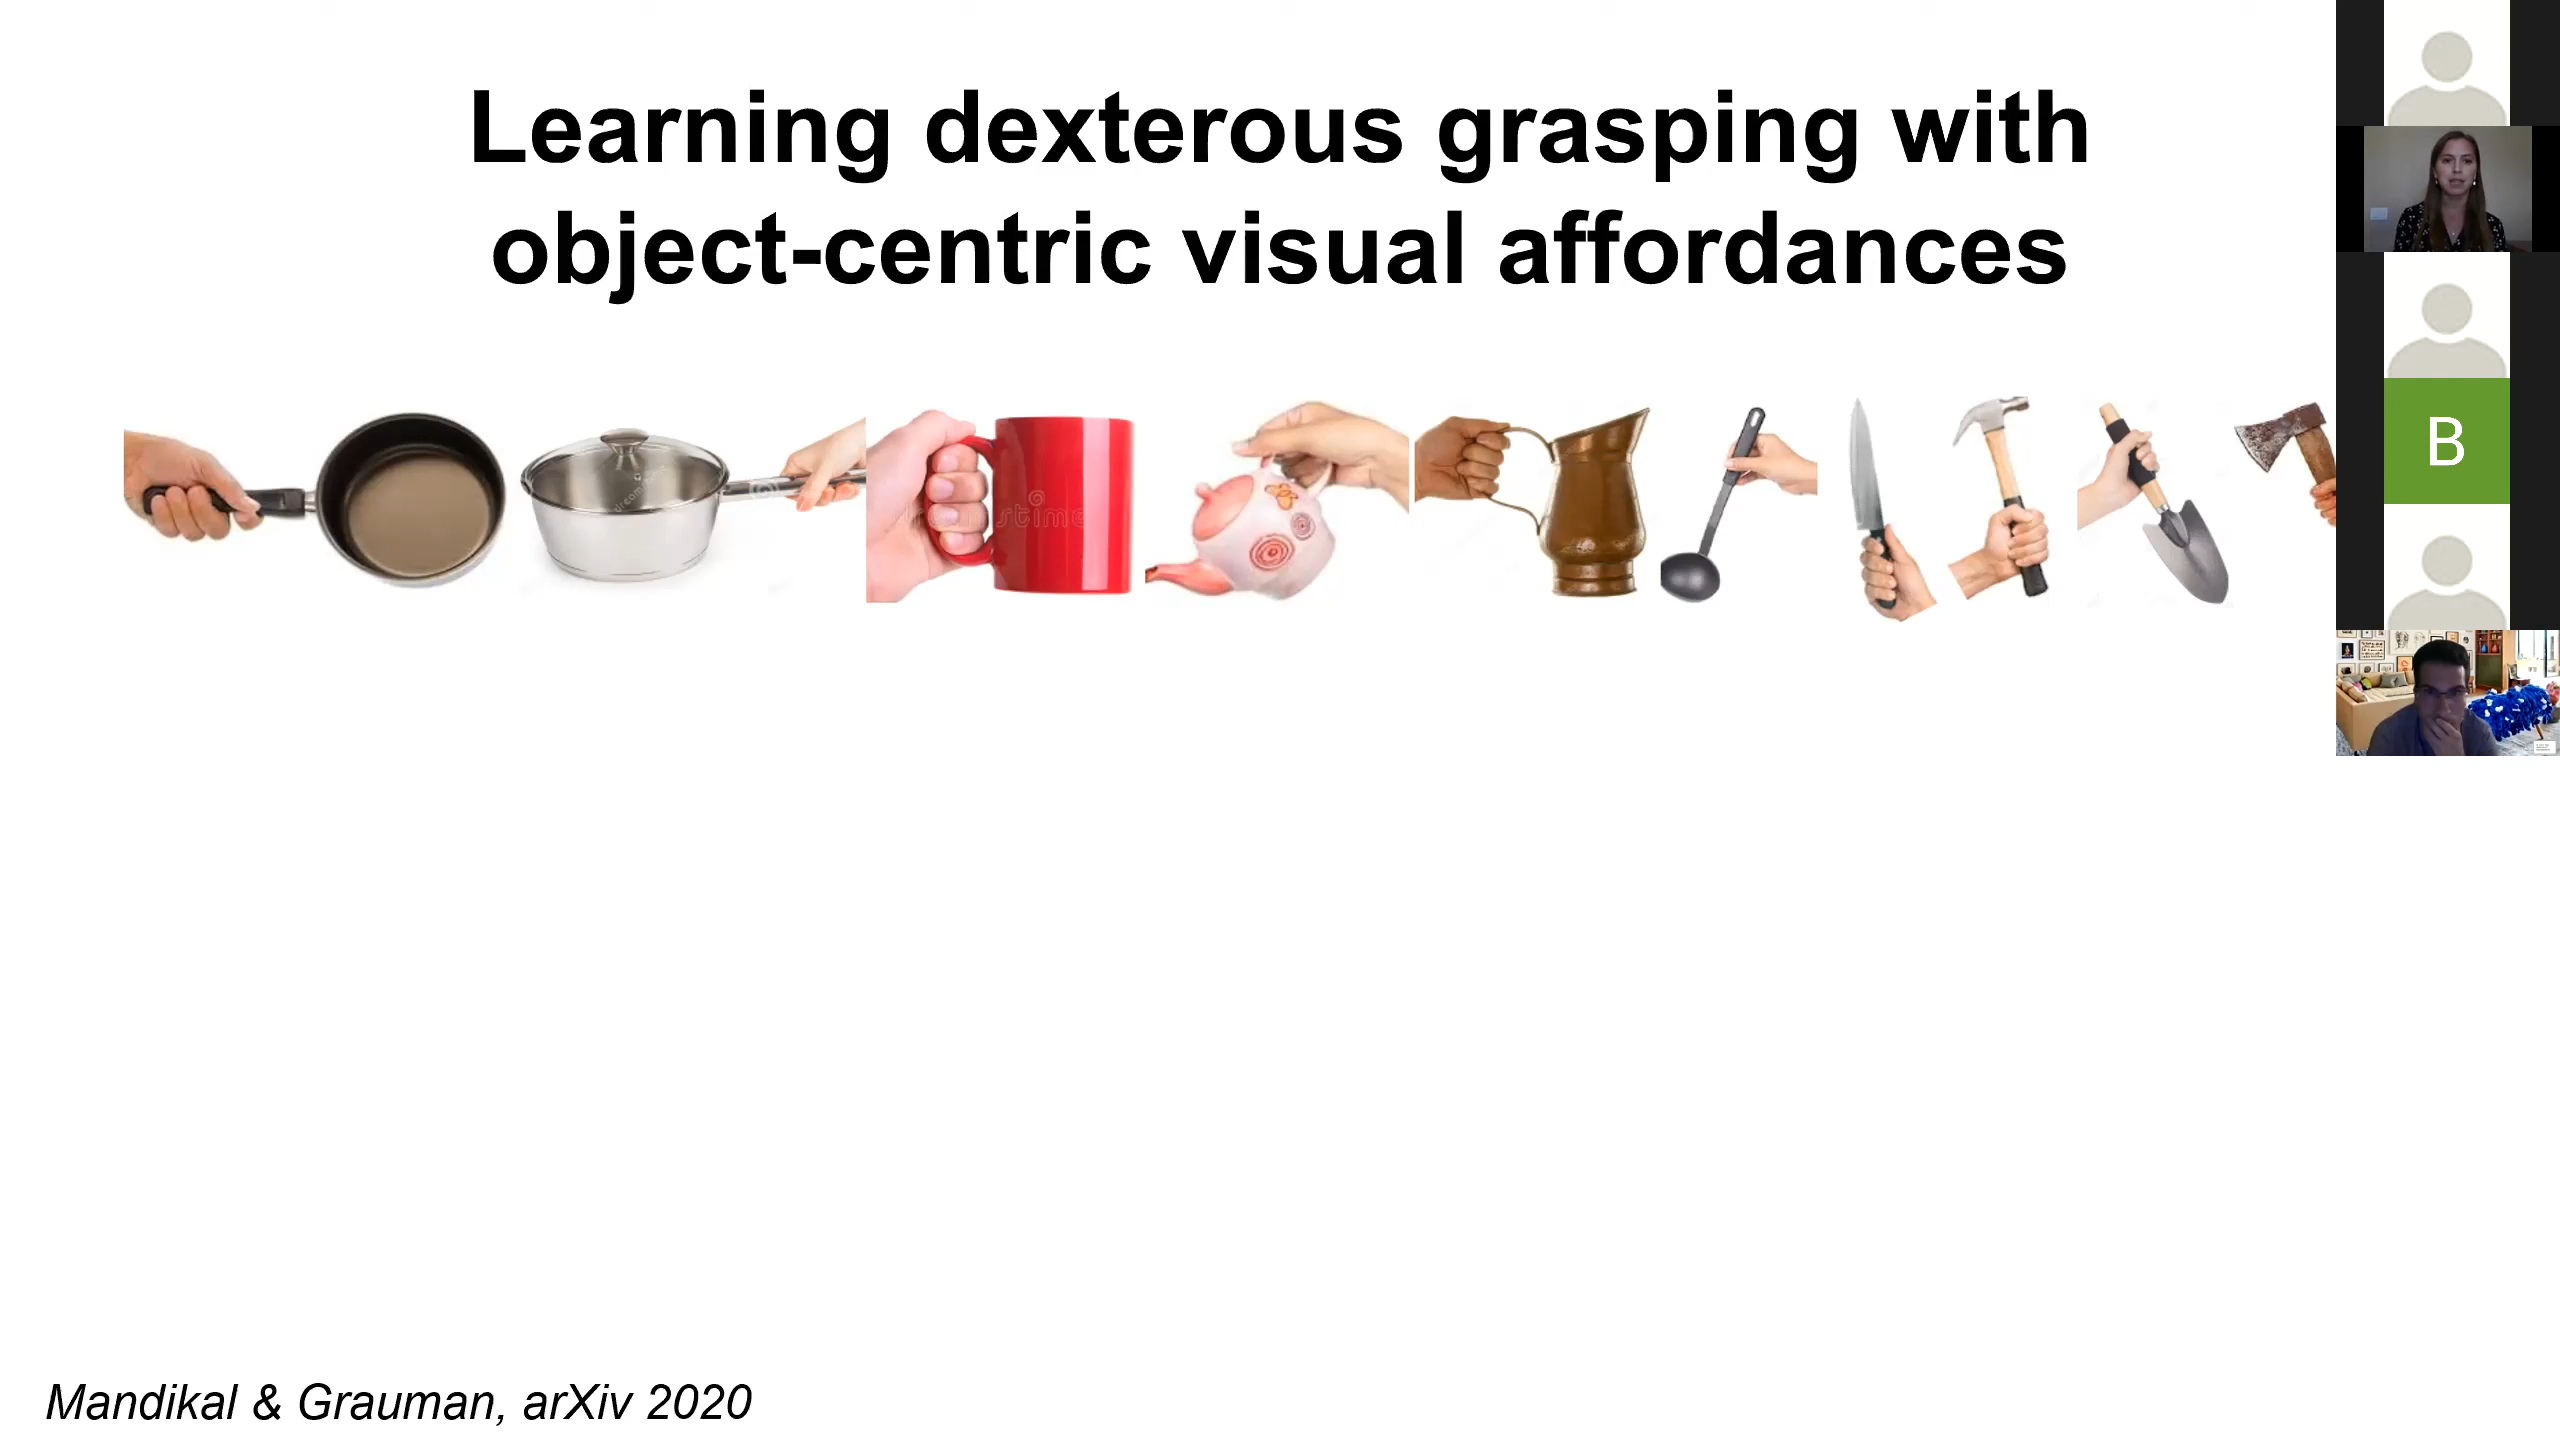 Learning dexterous grasping with
object-centric visual affordances
B
Mandikal & Grauman, arXiv 2020